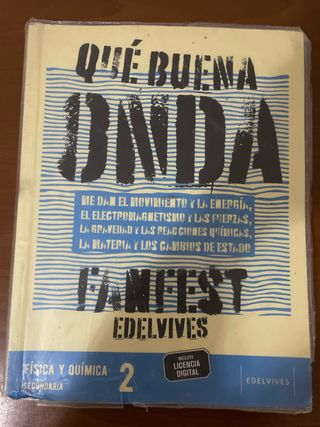 QUÉ BUENA
ONDA
ME DAN EL MOVIMIENTO Y LA ENERGÍA,
EL ELECTROMAGNETISMO Y LAS FUERZAS,
LA GRAVEDAD Y LAS REACCIONES QUÍMICAS,
LA MATERIA Y LOS CAMBIOS DE ESTADO
FANFEST
EDELVIVES
FÍSICA Y QUÍMICA
SECUNDARIA
2
INCLUYE
LICENCIA
DIGITAL
EDELVIVES